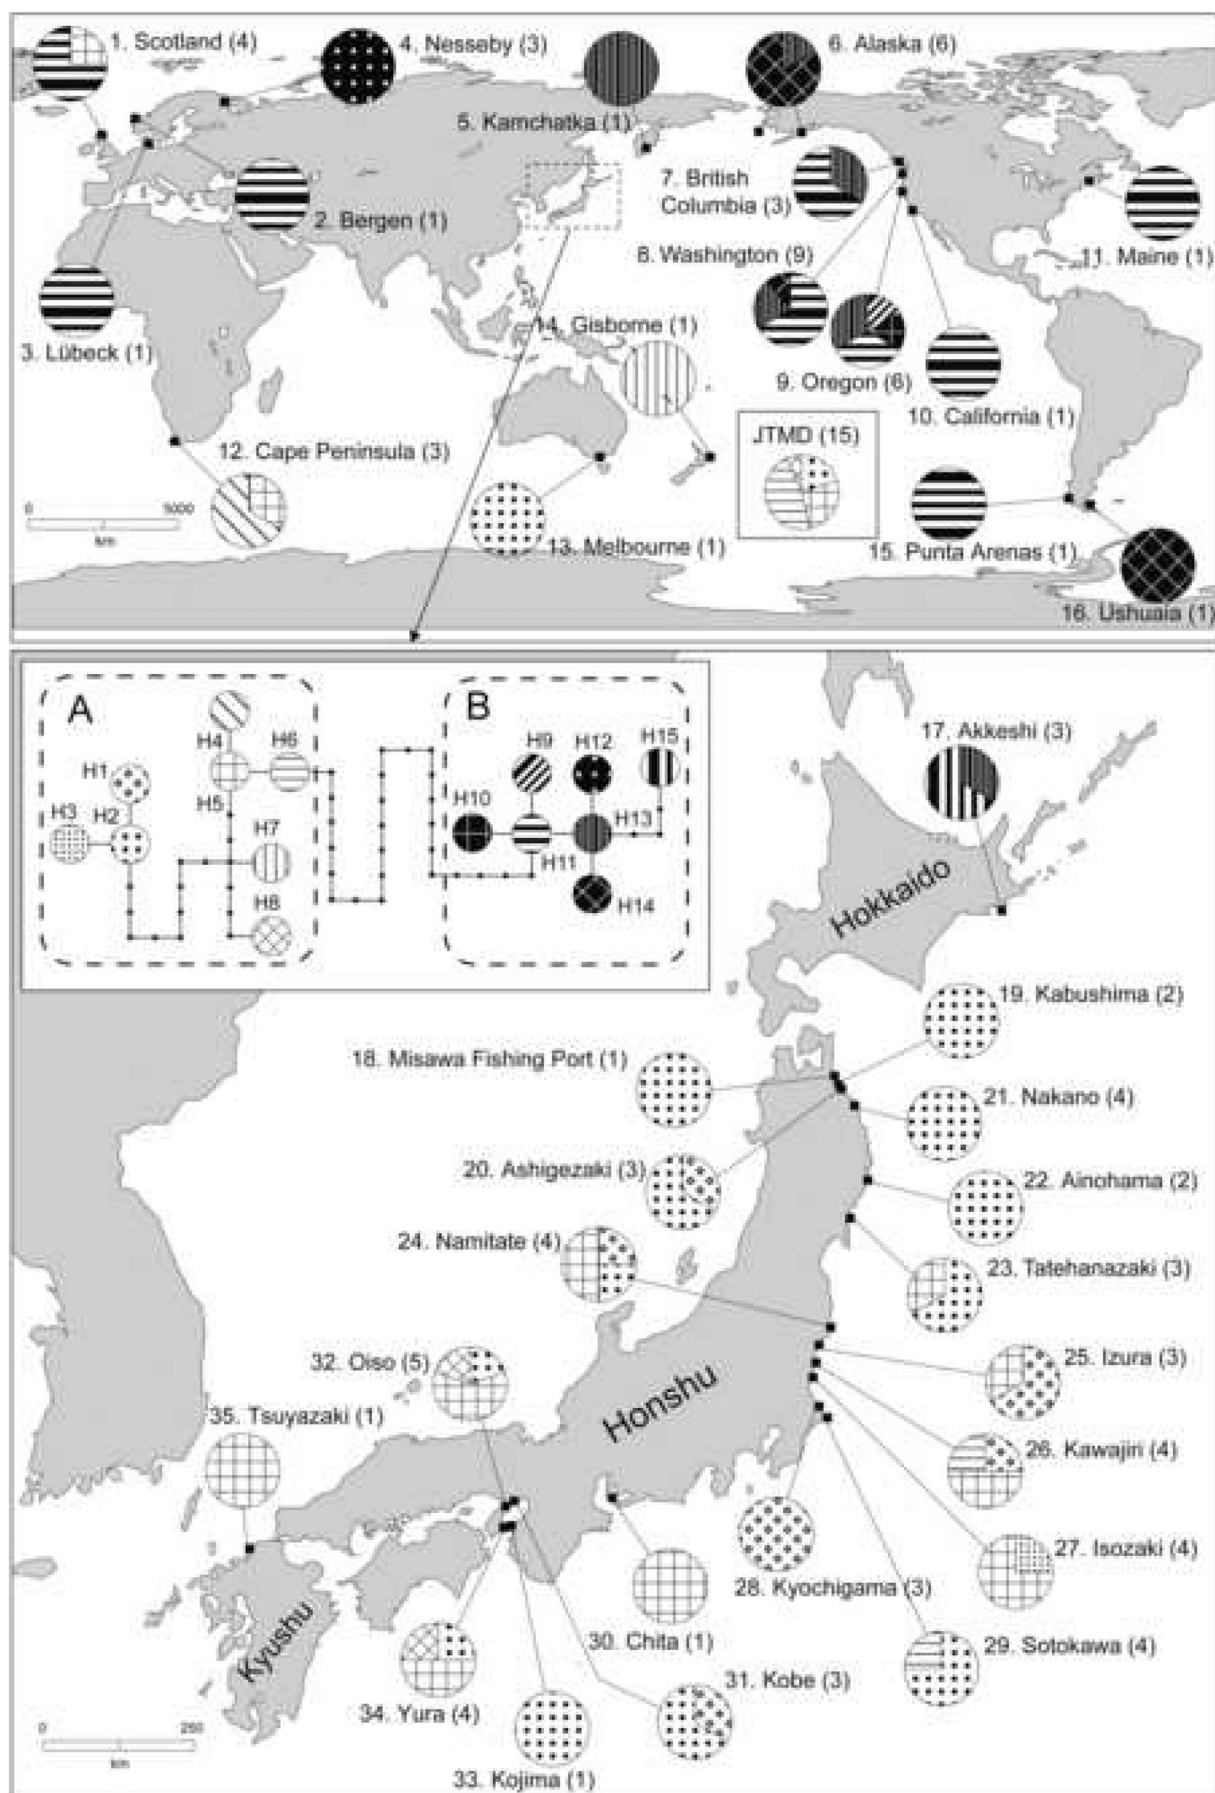 1. Scotland (4)
4. Nesseby (3)
6. Alaska (6)
5. Kamchatka (1)
7. British
Columbia (3)
2. Bergen (1)
8. Washington (9)
11. Maine (1)
14. Gisborne (1)
3. Lübeck (1)
9. Oregon (6)
10. California (1)
JTMD (15)
12. Cape Peninsula (3)
0 5000
km
13. Melbourne (1)
15. Punta Arenas (1)
16. Ushuaia (1)
A
B
H4
H6
H9
H12
H15
H1
H3
H2
H5
H7
H10
H13
H11
H8
H14
17. Akkeshi (3)
Hokkaido
19. Kabushima (2)
18. Misawa Fishing Port (1)
21. Nakano (4)
20. Ashigezaki (3)
22. Ainohama (2)
24. Namitate (4)
23. Tatehanazaki (3)
32. Oiso (5)
25. Izura (3)
Honshu
35. Tsuyazaki (1)
26. Kawajiri (4)
27. Isozaki (4)
28. Kyochigama (3)
Kyushu
30. Chita (1)
29. Sotokawa (4)
31. Kobe (3)
34. Yura (4)
0 250
km
33. Kojima (1)